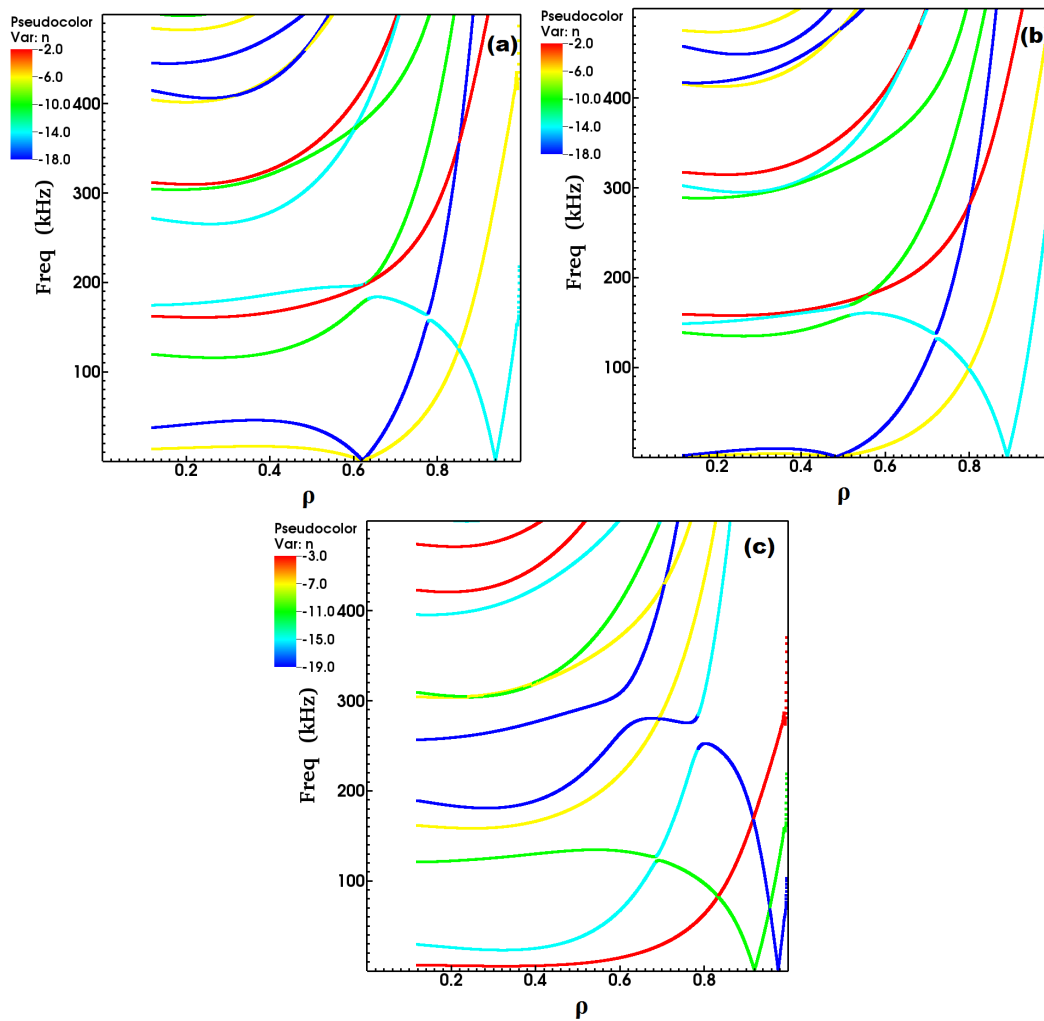 Pseudocolor
Var: n
-2.0
-6.0
-10.0
-14.0
-18.0
(a)
400
300
200
100
Freq (kHz)
0.2 0.4 0.6 0.8
ρ
Pseudocolor
Var: n
-2.0
-6.0
-10.0
-14.0
-18.0
(b)
400
300
200
100
Freq (kHz)
0.2 0.4 0.6 0.8
ρ
Pseudocolor
Var: n
-3.0
-7.0
-11.0
-15.0
-19.0
(c)
400
300
200
100
Freq (kHz)
0.2 0.4 0.6 0.8
ρ